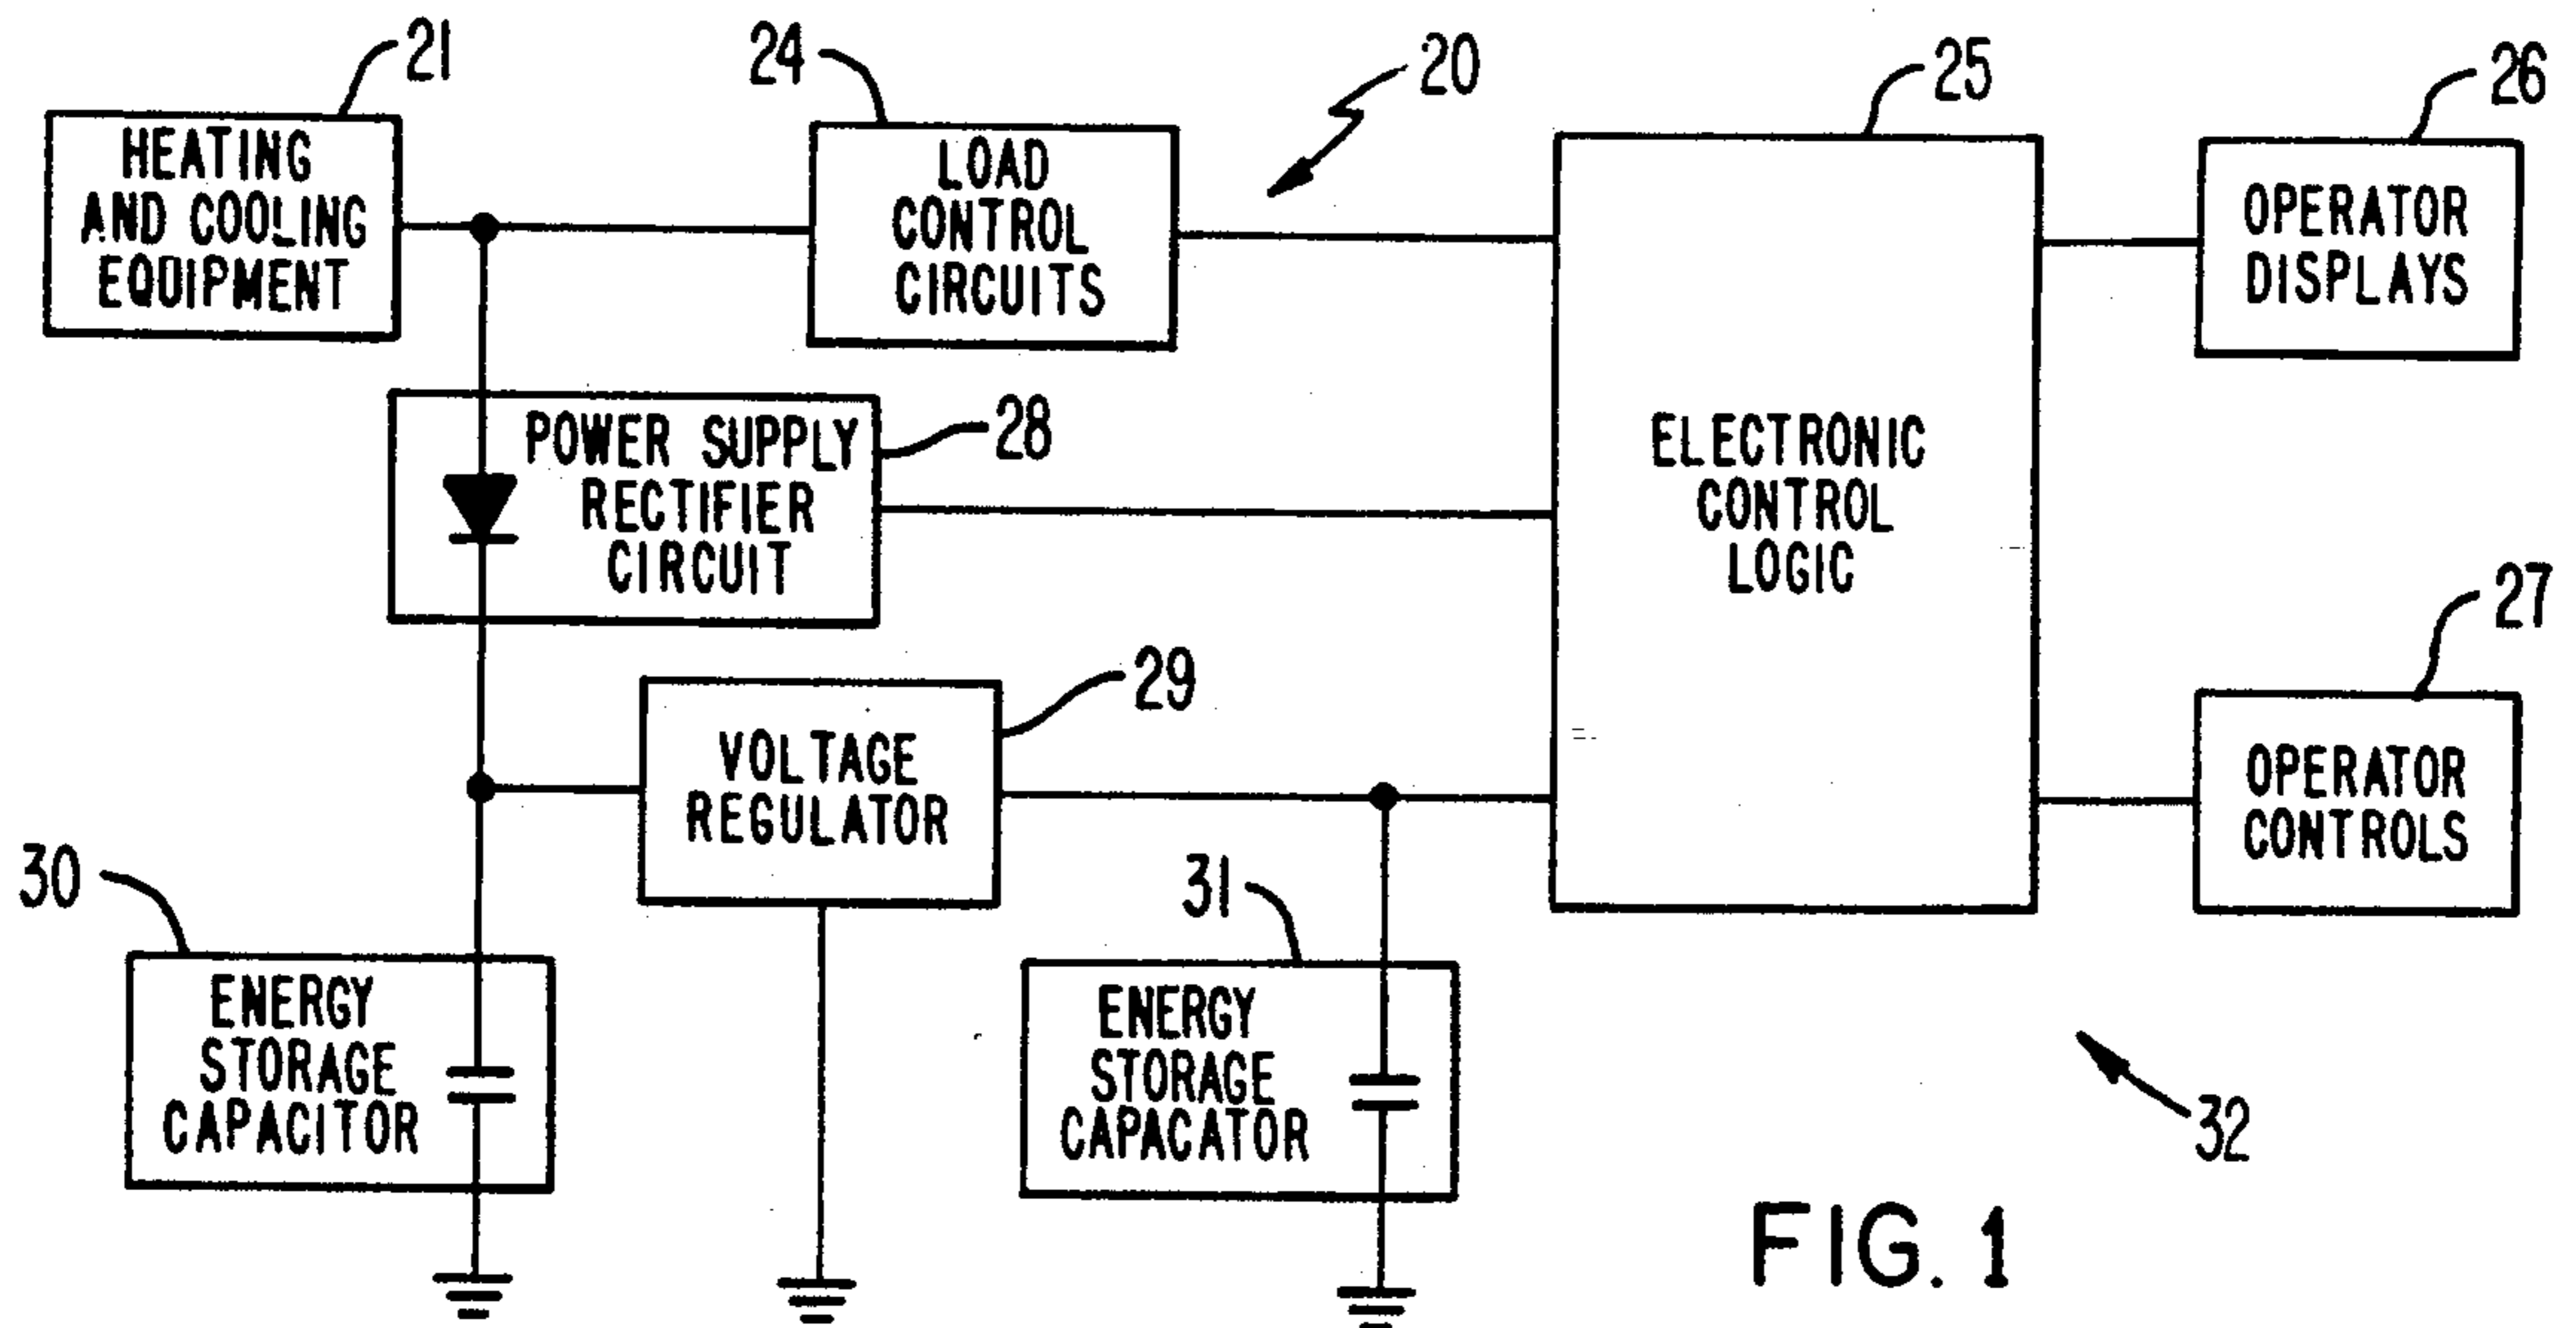 21
24
20
25
26
HEATING
AND COOLING
EQUIPMENT
LOAD
CONTROL
CIRCUITS
OPERATOR
DISPLAYS
POWER SUPPLY
RECTIFIER
CIRCUIT
28
ELECTRONIC
CONTROL
LOGIC
27
29
VOLTAGE
REGULATOR
OPERATOR
CONTROLS
30
31
ENERGY
STORAGE
CAPACITOR
ENERGY
STORAGE
CAPACATOR
32
FIG. 1